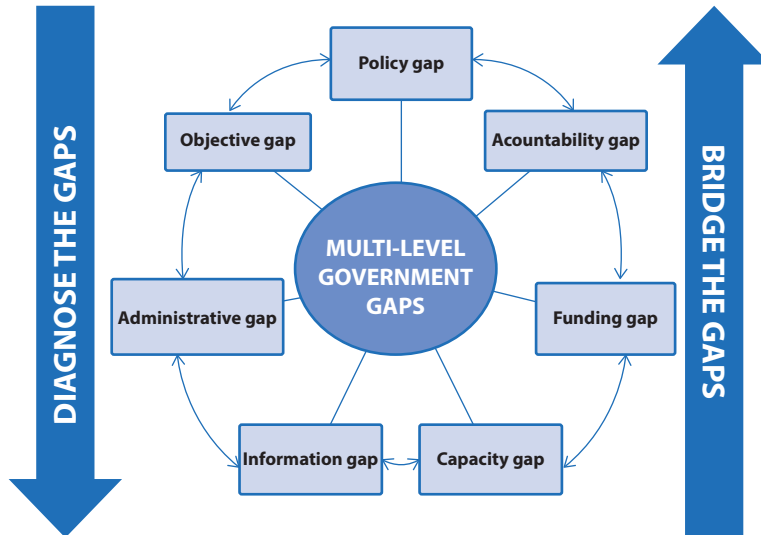 DIAGNOSE THE GAPS
Policy gap
Objective gap
Acountability gap
MULTI-LEVEL
GOVERNMENT
GAPS
Administrative gap
Funding gap
Information gap
Capacity gap
BRIDGE THE GAPS